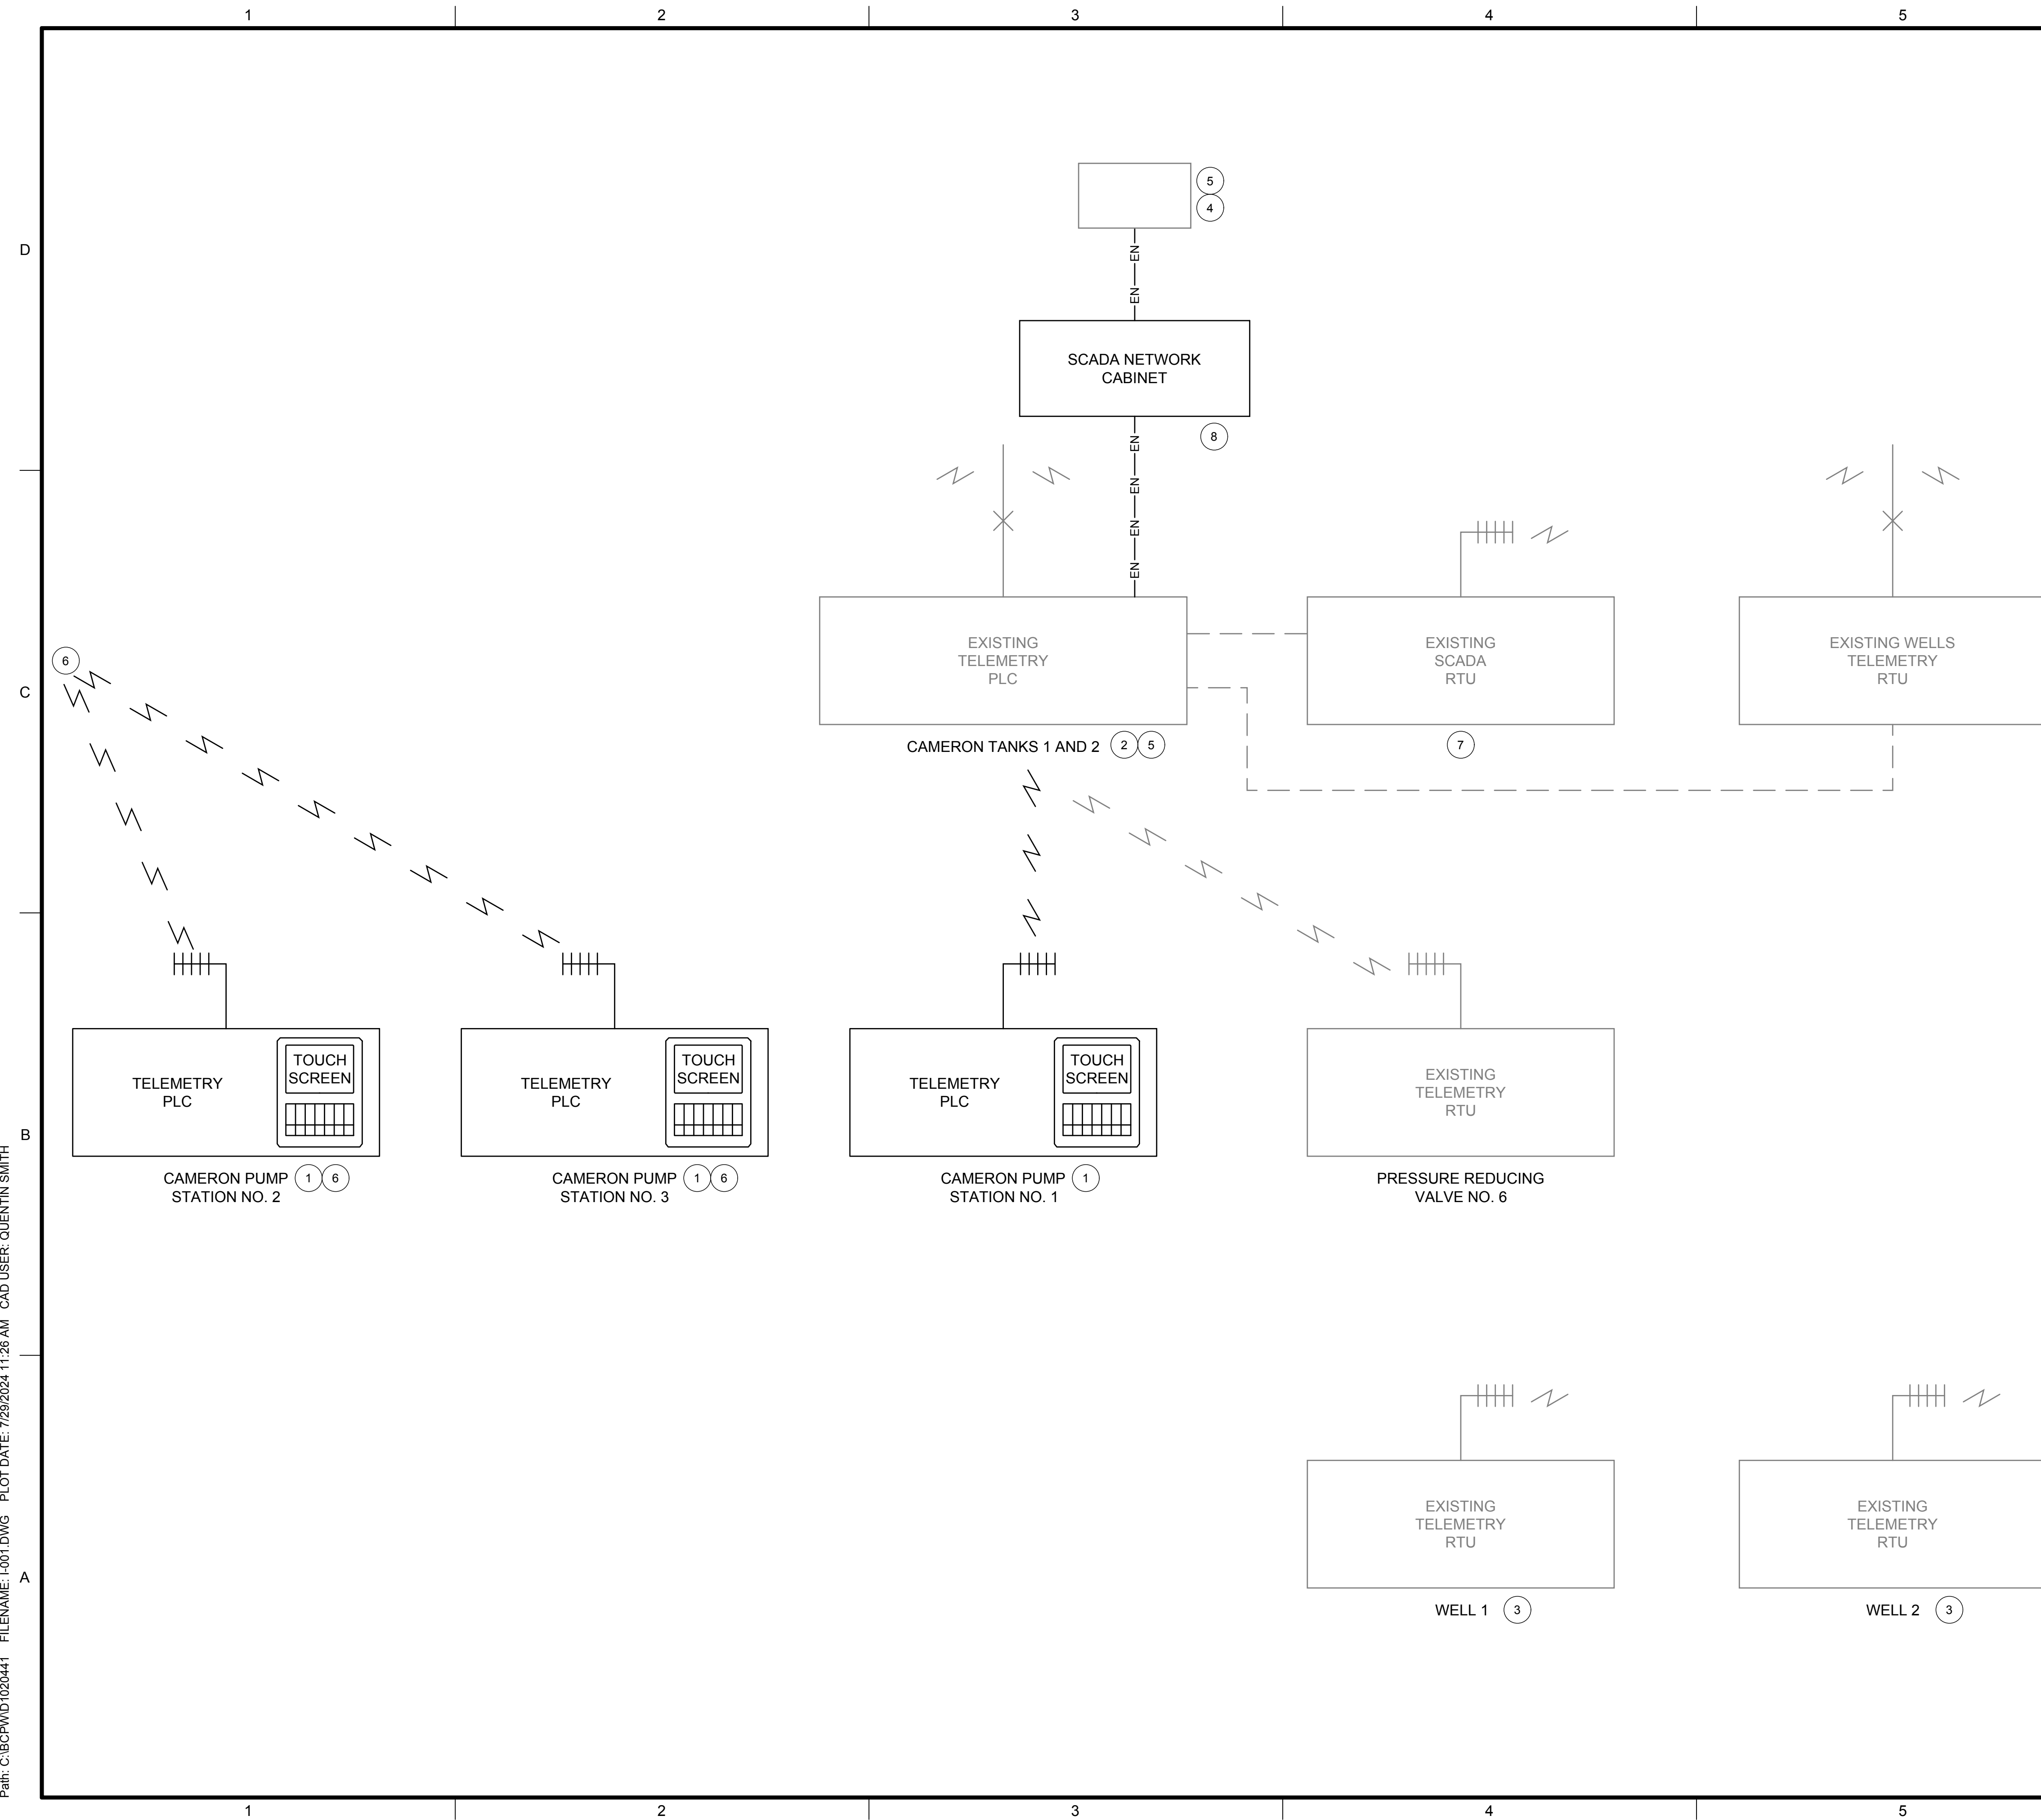 1
2
3
4
5
5
4
D
EN
EN
SCADA NETWORK
CABINET
8
EN
EN
EN
EN
EXISTING
TELEMETRY
PLC
EXISTING
SCADA
RTU
EXISTING WELLS
TELEMETRY
RTU
6
C
CAMERON TANKS 1 AND 2
2
5
7
TELEMETRY
PLC
TOUCH
SCREEN
TELEMETRY
PLC
TOUCH
SCREEN
TELEMETRY
PLC
TOUCH
SCREEN
EXISTING
TELEMETRY
RTU
B
CAMERON PUMP
STATION NO. 2
1
6
CAMERON PUMP
STATION NO. 3
1
6
CAMERON PUMP
STATION NO. 1
1
PRESSURE REDUCING
VALVE NO. 6
EXISTING
TELEMETRY
RTU
EXISTING
TELEMETRY
RTU
A
WELL 1
3
WELL 2
3
Path: C:\BCPW\D1020441 FILENAME: I-001.DWG PLOT DATE: 7/29/2024 11:26 AM CAD USER: QUENTIN SMITH
1
2
3
4
5